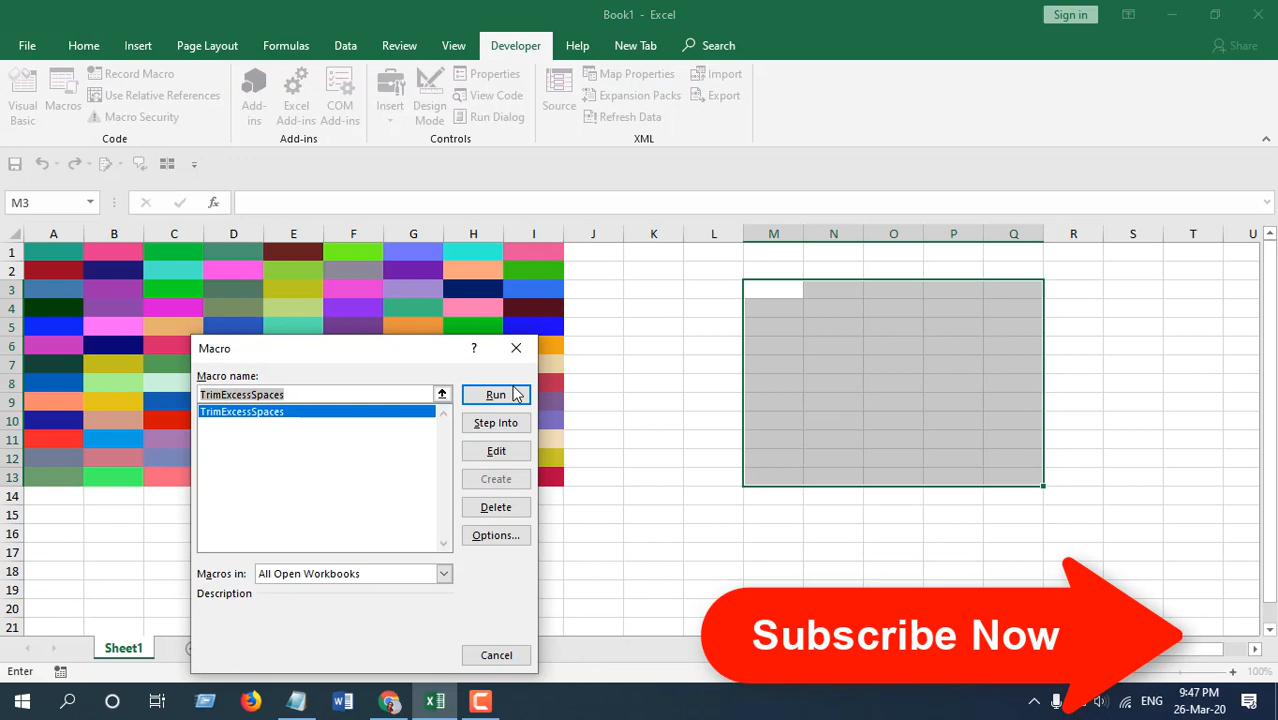 Book1 - Excel
Sign in
File Home Insert Page Layout Formulas Data Review View Developer Help New Tab Search Share
Visual Basic
Macros
Record Macro
Use Relative References
Macro Security
Code
Add-ins
Excel Add-ins
COM Add-ins
Add-ins
Insert
Design Mode
Properties
View Code
Run Dialog
Controls
Source
Map Properties
Expansion Packs
Refresh Data
Import
Export
XML
M3
fx
A B C D E F G H I J K L M N O P Q R S T U
1
2
3
4
5
6
7
8
9
10
11
12
13
14
15
16
17
18
19
20
21
Macro ?
Macro name:
TrimExcessSpaces
TrimExcessSpaces
Run
Step Into
Edit
Create
Delete
Options...
Macros in: All Open Workbooks
Description
Cancel
Subscribe Now
Sheet1
Enter
100%
ENG
9:47 PM
26-Mar-20